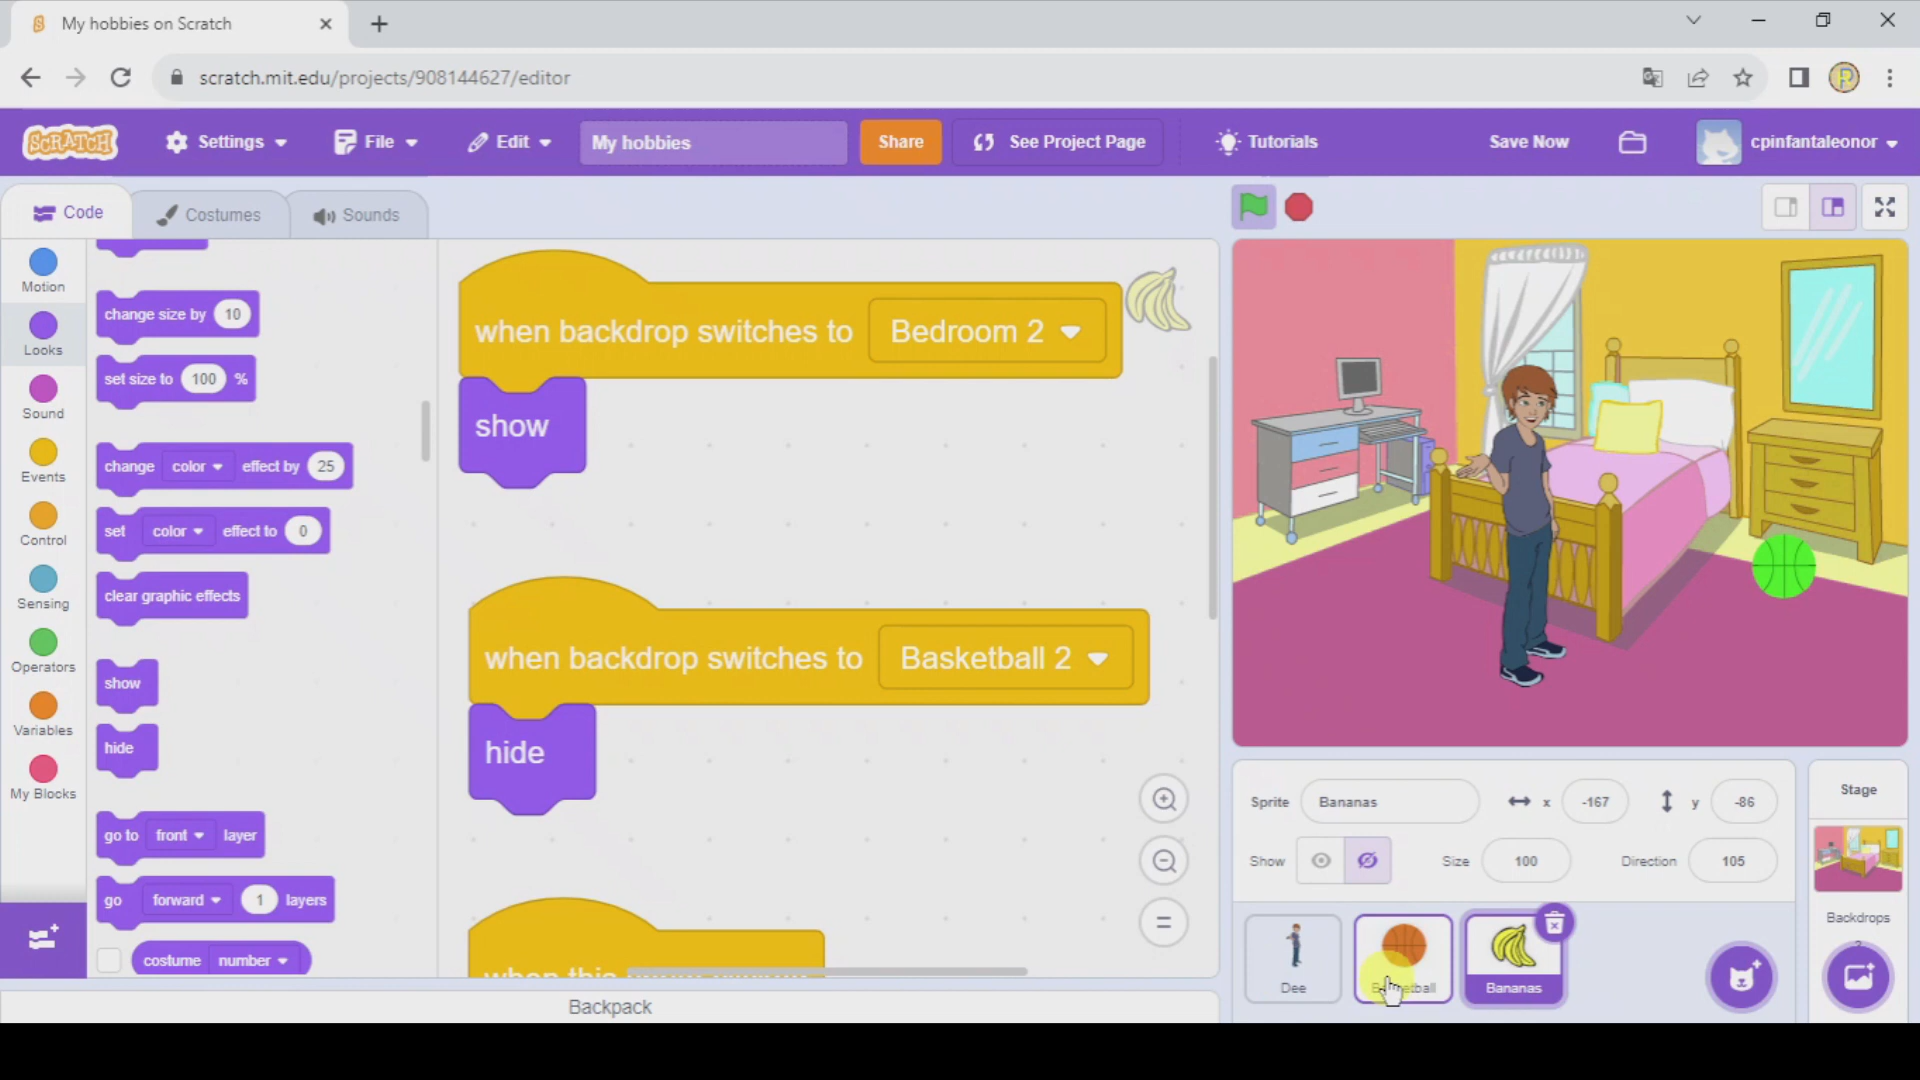 My hobbies on Scratch
scratch.mit.edu/projects/908144627/editor
SCRATCH Settings File Edit My hobbies Share See Project Page Tutorials Save Now cpinfantaleonor
Code Costumes Sounds
Motion
Looks
Sound
Events
Control
Sensing
Operators
Variables
My Blocks
change size by 10
set size to 100 %
change color effect by 25
set color effect to 0
clear graphic effects
show
hide
go to front layer
go forward 1 layers
costume number
when backdrop switches to Bedroom 2
show
when backdrop switches to Basketball 2
hide
when this
Backpack
Sprite Bananas x -167 y -86
Show Size 100 Direction 105
Dee
Bananas
Stage
Backdrops